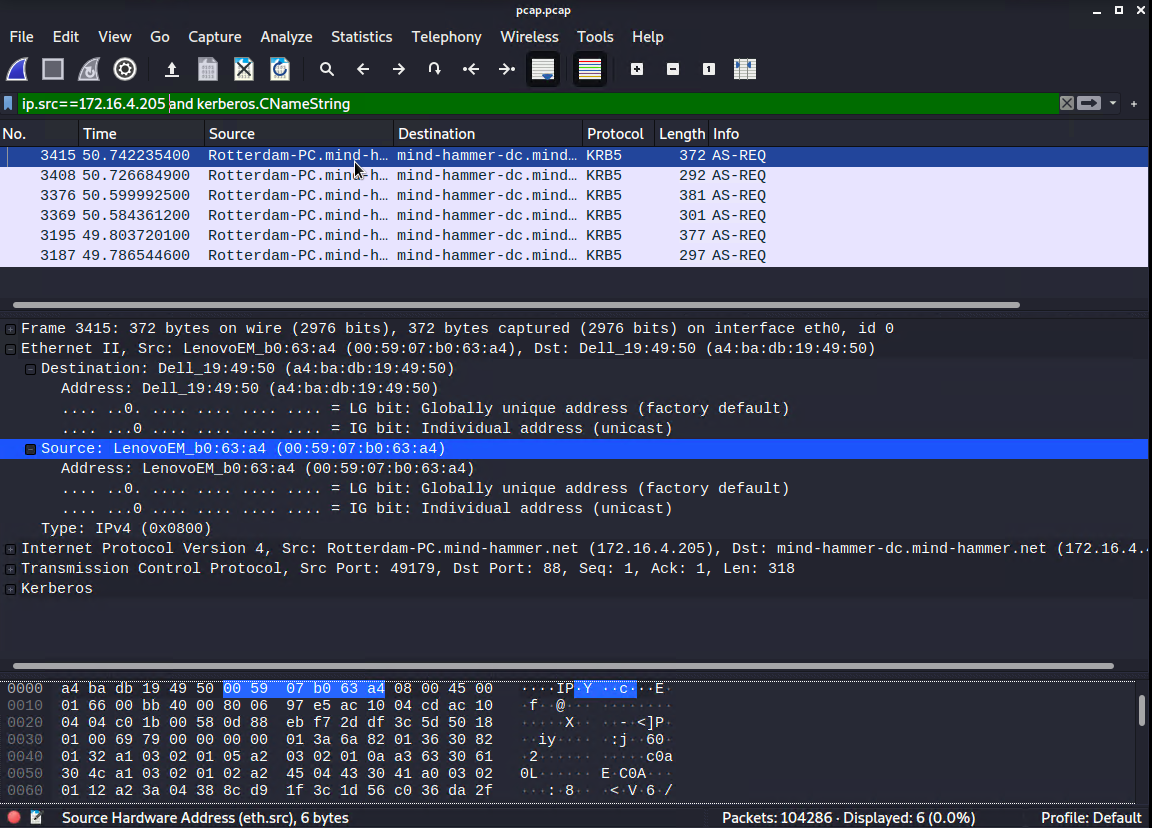 pcap.pcap
File Edit View Go Capture Analyze Statistics Telephony Wireless Tools Help
ip.src==172.16.4.205 and kerberos.CNameString
No. Time Source Destination Protocol Length Info
3415 50.742235400 Rotterdam-PC.mind-h… mind-hammer-dc.mind… KRB5 372 AS-REQ
3408 50.726684900 Rotterdam-PC.mind-h… mind-hammer-dc.mind… KRB5 292 AS-REQ
3376 50.599992500 Rotterdam-PC.mind-h… mind-hammer-dc.mind… KRB5 381 AS-REQ
3369 50.584361200 Rotterdam-PC.mind-h… mind-hammer-dc.mind… KRB5 301 AS-REQ
3195 49.803720100 Rotterdam-PC.mind-h… mind-hammer-dc.mind… KRB5 377 AS-REQ
3187 49.786544600 Rotterdam-PC.mind-h… mind-hammer-dc.mind… KRB5 297 AS-REQ
Frame 3415: 372 bytes on wire (2976 bits), 372 bytes captured (2976 bits) on interface eth0, id 0
Ethernet II, Src: LenovoEM_b0:63:a4 (00:59:07:b0:63:a4), Dst: Dell_19:49:50 (a4:ba:db:19:49:50)
Destination: Dell_19:49:50 (a4:ba:db:19:49:50)
Address: Dell_19:49:50 (a4:ba:db:19:49:50)
.... ..0. .... .... .... .... = LG bit: Globally unique address (factory default)
.... ...0 .... .... .... .... = IG bit: Individual address (unicast)
Source: LenovoEM_b0:63:a4 (00:59:07:b0:63:a4)
Address: LenovoEM_b0:63:a4 (00:59:07:b0:63:a4)
.... ..0. .... .... .... .... = LG bit: Globally unique address (factory default)
.... ...0 .... .... .... .... = IG bit: Individual address (unicast)
Type: IPv4 (0x0800)
Internet Protocol Version 4, Src: Rotterdam-PC.mind-hammer.net (172.16.4.205), Dst: mind-hammer-dc.mind-hammer.net (172.16.4.
Transmission Control Protocol, Src Port: 49179, Dst Port: 88, Seq: 1, Ack: 1, Len: 318
Kerberos
0000 a4 ba db 19 49 50 00 59 07 b0 63 a4 08 00 45 00 ····IP·Y ··c···E·
0010 01 66 00 bb 40 00 80 06 97 e5 ac 10 04 cd ac 10 ·f··@··· ········
0020 04 04 c0 1b 00 58 0d 88 eb f7 2d df 3c 5d 50 18 ·····X·· ··-·<]P·
0030 01 00 69 79 00 00 00 00 01 3a 6a 82 01 36 30 82 ··iy···· ·:j··60·
0040 01 32 a1 03 02 01 05 a2 03 02 01 0a a3 63 30 61 ·2······ ·····c0a
0050 30 4c a1 03 02 01 02 a2 45 04 43 30 41 a0 03 02 0L······ E·C0A···
0060 01 12 a2 3a 04 38 8c d9 1f 3c 1d 56 c0 36 da 2f ···:·8·· ·<·V·6·/
Source Hardware Address (eth.src), 6 bytes Packets: 104286 · Displayed: 6 (0.0%) Profile: Default